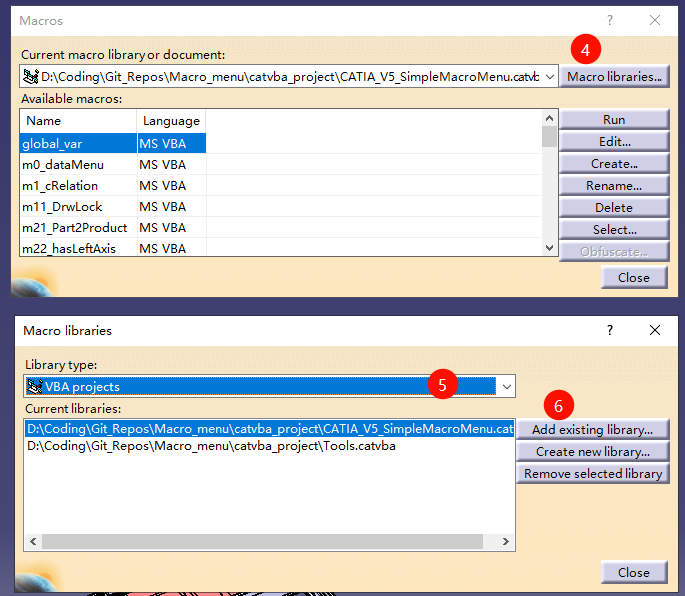 Macros
4
Current macro library or document:
D:\Coding\Git_Repos\Macro_menu\catvba_project\CATIA_V5_SimpleMacroMenu.catvb
Macro libraries...
Available macros:
Name Language
Run
global_var MS VBA
Edit...
m0_dataMenu MS VBA
Create...
m1_cRelation MS VBA
Rename...
m11_DrwLock MS VBA
Delete
m21_Part2Product MS VBA
Select...
m22_hasLeftAxis MS VBA
Obfuscate...
Close
Macro libraries
Library type:
VBA projects
5
6
Current libraries:
D:\Coding\Git_Repos\Macro_menu\catvba_project\CATIA_V5_SimpleMacroMenu.cat
Add existing library...
D:\Coding\Git_Repos\Macro_menu\catvba_project\Tools.catvba
Create new library...
Remove selected library
Close